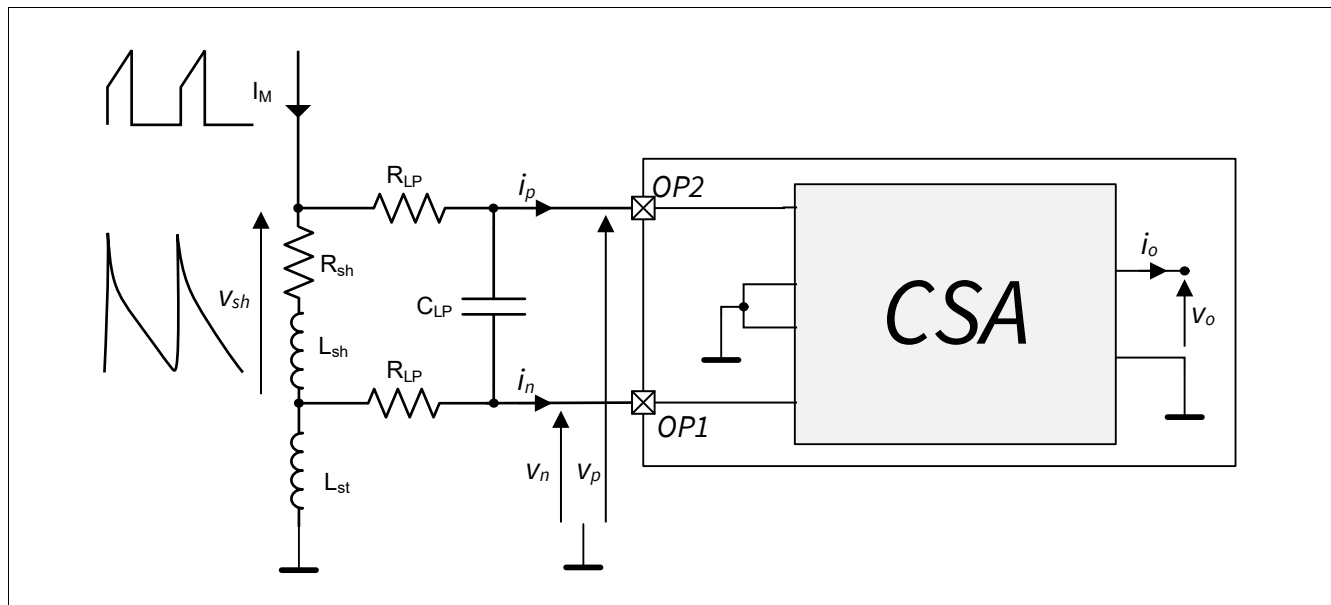 I_M
R_LP
i_p
OP2
R_sh
v_sh
C_LP
CSA
i_o
v_o
L_sh
R_LP
i_n
OP1
v_n
v_p
L_st